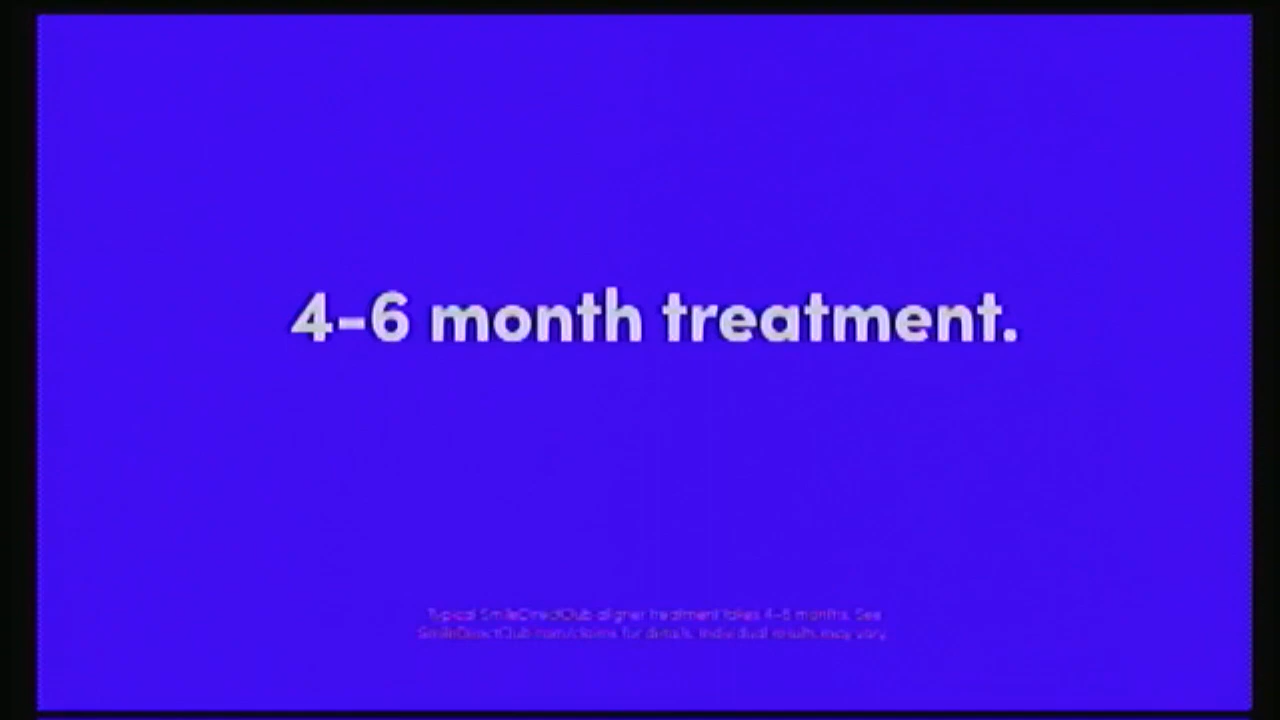 4-6 month treatment.
Typical SmileDirectClub aligner treatment takes 4-6 months. See
SmileDirectClub.com/claims for details. Individual results may vary.